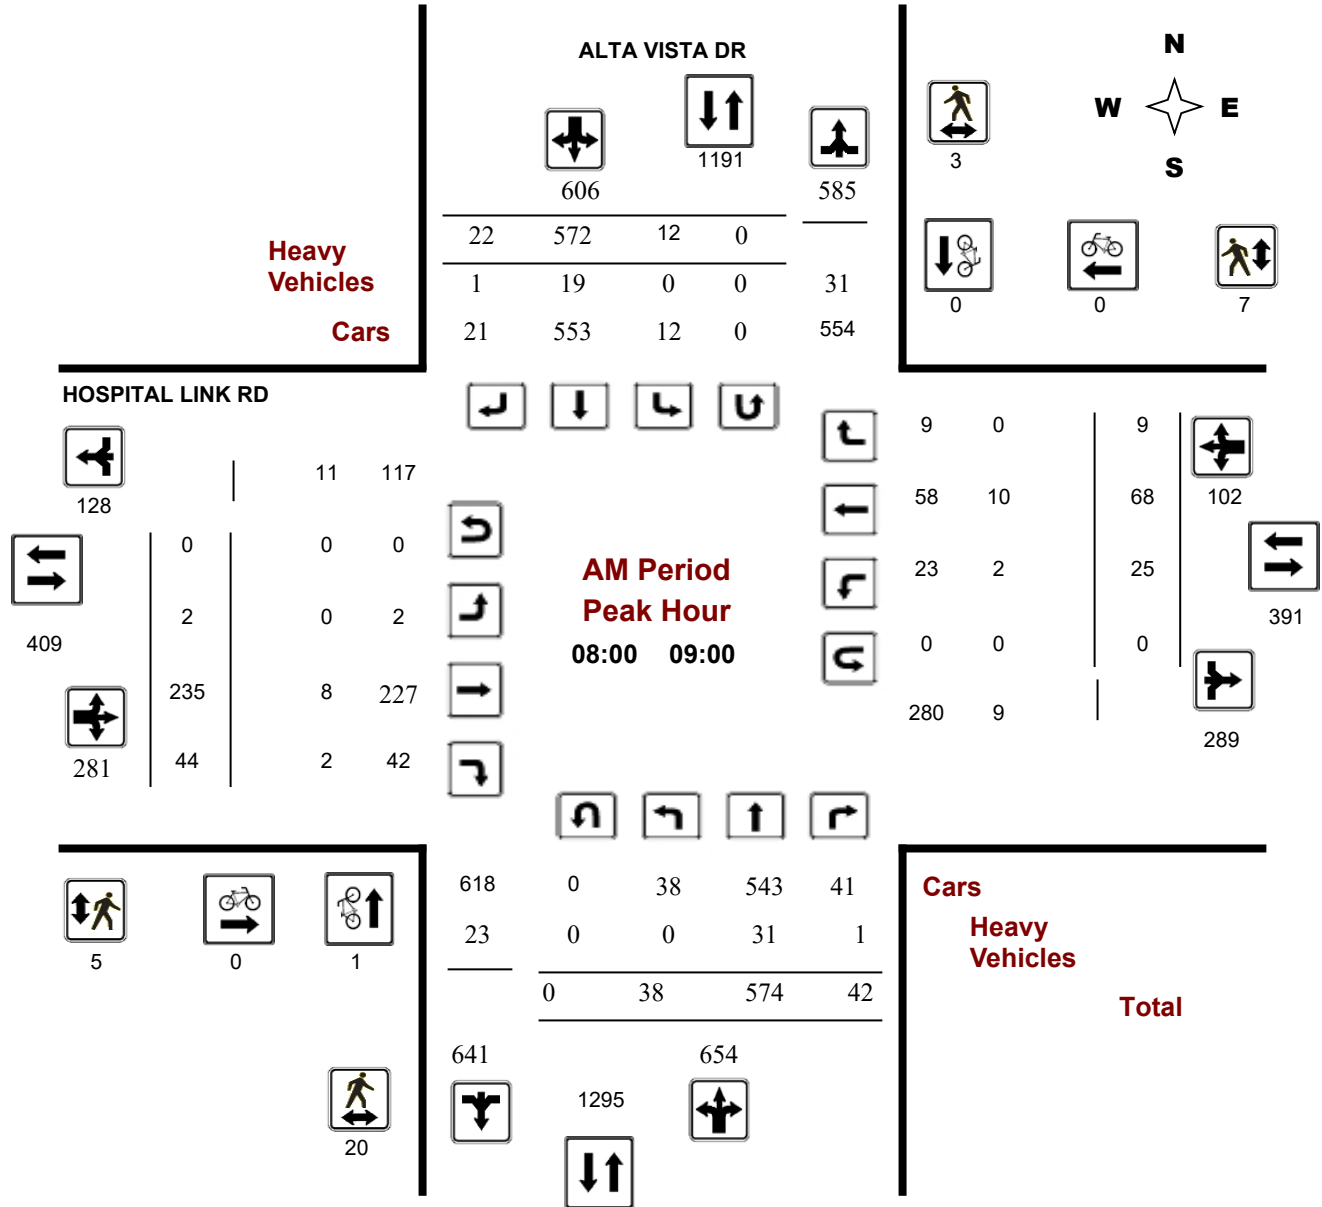 ALTA VISTA DR
N
W E
S
1191
3
606 585
22 572 12 0
Heavy
Vehicles
1 19 0 0 31
0 0 7
Cars
21 553 12 0 554
HOSPITAL LINK RD
9 0 9
11 117
128
58 10 68 102
0 0 0
AM Period
23 2 25
Peak Hour
2 0 2
391
409
08:00 09:00
0 0 0
235 8 227
280 9
289
281 44 2 42
618 0 38 543 41
Cars
23 0 0 31 1
Heavy
Vehicles
5 0 1
0 38 574 42
Total
641 654
1295
20